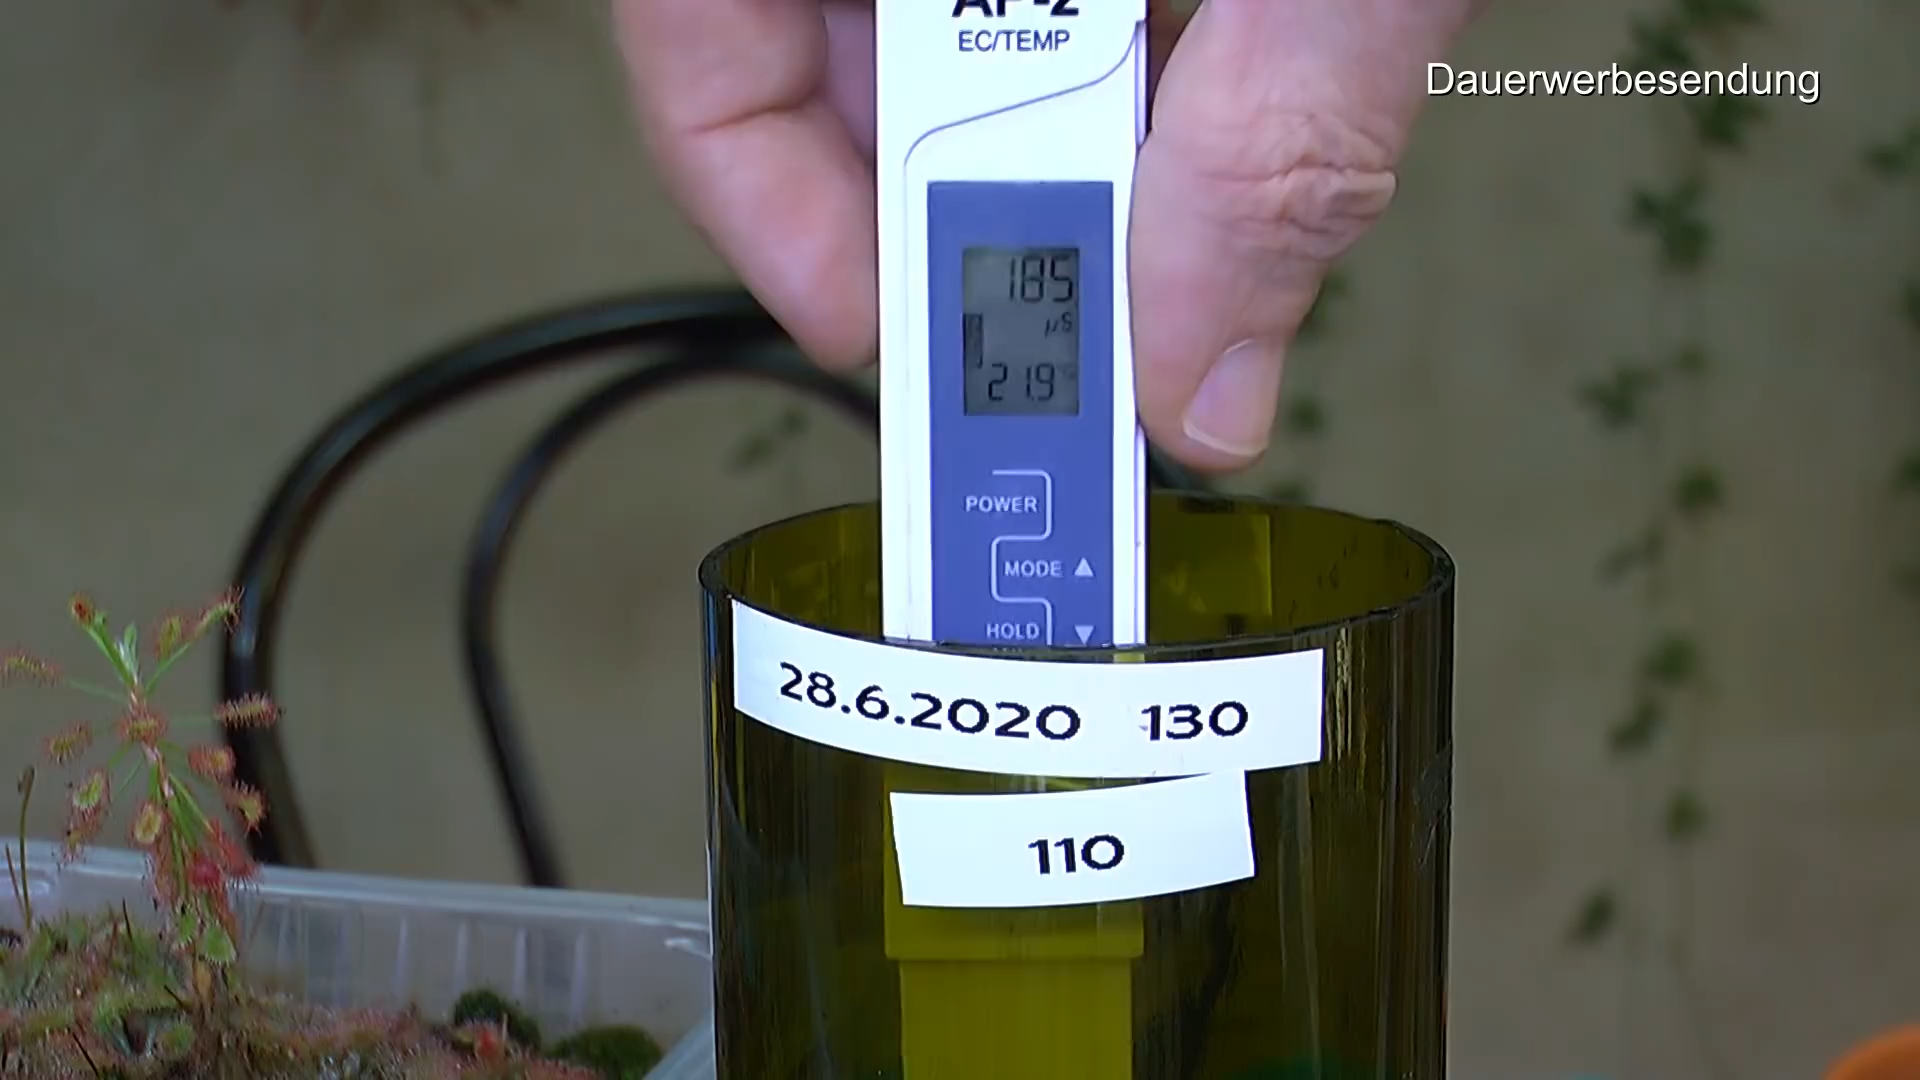 AP-2
EC/TEMP
Dauerwerbesendung
185
µS
21.9 °C
POWER
MODE ▲
HOLD ▼
28.6.2020 130
110